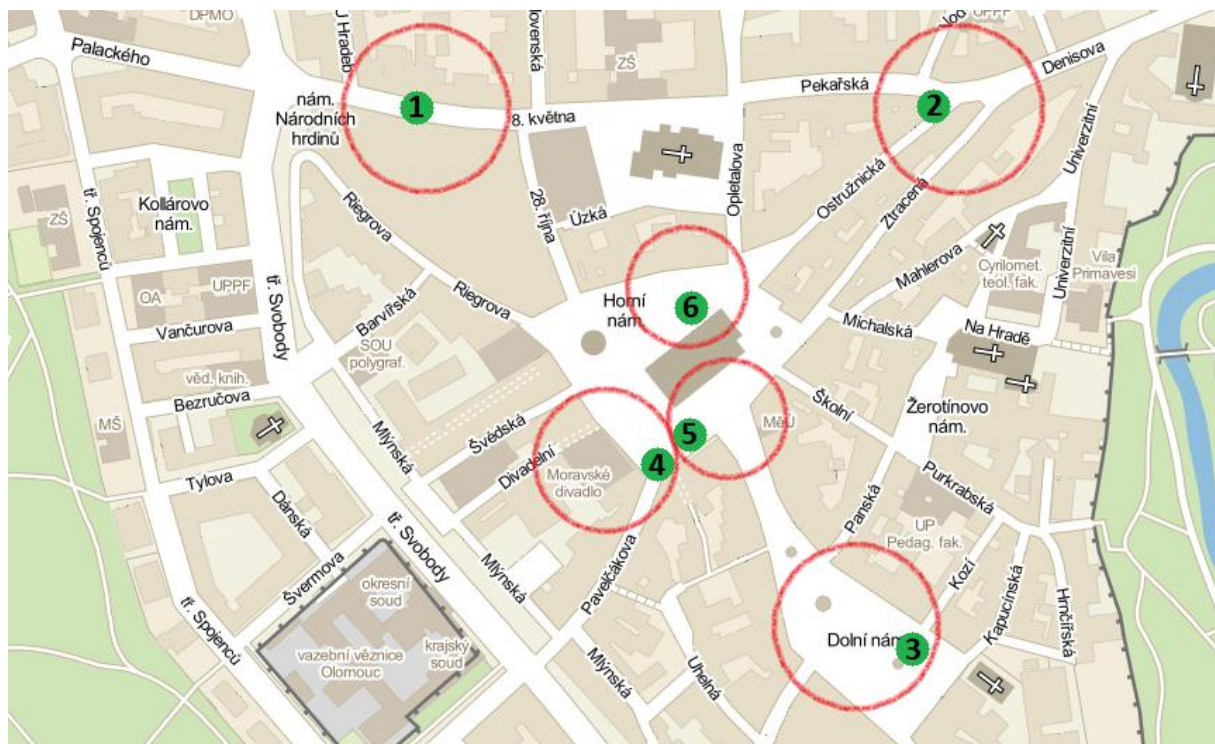 DPMO
Palackého
U Hradeb
lovenská
ZŠ
UPPF
Denisova
Pekařská
nám.
Národních
hrdinů
1
8. května
2
Univerzitní
tř. Spojenců
ZŠ
Kollárovo
nám.
Riegrova
28. října
Úzká
Opletalova
Ostružnická
Ztracená
Mahlerova
Cyrilomet.
teol. fak.
Univerzitní
Vila
Primavesi
OA
UPPF
Vančurova
tř. Svobody
Barvířská
Riegrova
Horní
nám.
6
Michalská
Na Hradě
SOU
polygraf.
věd. knih.
Bezručova
MŠ
Mlýnská
Švédská
Divadelní
Moravské
divadlo
4
5
MěÚ
Školní
Žerotínovo
nám.
Tylova
Dánská
Švermova
tř. Svobody
Mlýnská
Pavelčákova
Panská
Purkrabská
UP
Pedag. fak.
Kozí
Kapucínská
Hrnčířská
okresní
soud
vazební věznice
Olomouc
krajský
soud
tř. Spojenců
Mlýnská
Uhelná
Dolní nám
3